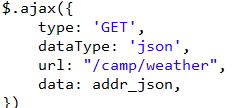 $.ajax({
    type: 'GET',
    dataType: 'json',
    url: "/camp/weather",
    data: addr_json,
})